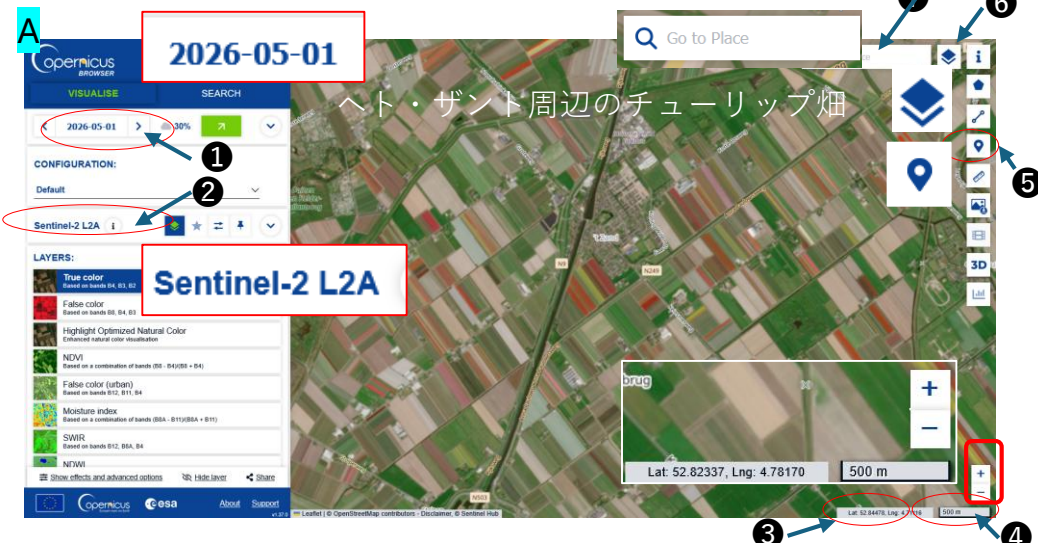 A
2026-05-01
Copernicus
BROWSER
VISUALISE
SEARCH
2026-05-01
30%
❶
CONFIGURATION:
Default
❷
Sentinel-2 L2A
Sentinel-2 L2A
LAYERS:
True color
Based on bands B4, B3, B2
False color
Based on bands B8, B4, B3
Highlight Optimized Natural Color
Enhanced natural color visualisation
NDVI
Based on a combination of bands (B8 - B4)/(B8 + B4)
False color (urban)
Based on bands B12, B11, B4
Moisture index
Based on a combination of bands (B8A - B11)/(B8A + B11)
SWIR
Based on bands B12, B8A, B4
NDWI
Show effects and advanced options
Hide layer
Share
Copernicus
esa
About
Support
Leaflet | © OpenStreetMap contributors - Disclaimer, © Sentinel Hub
Go to Place
❻
ヘト・ザント周辺のチューリップ畑
❺
't Zand
N9
N249
N503
3D
brug
+
−
Lat: 52.82337, Lng: 4.78170
500 m
+
−
500 m
❸
❹